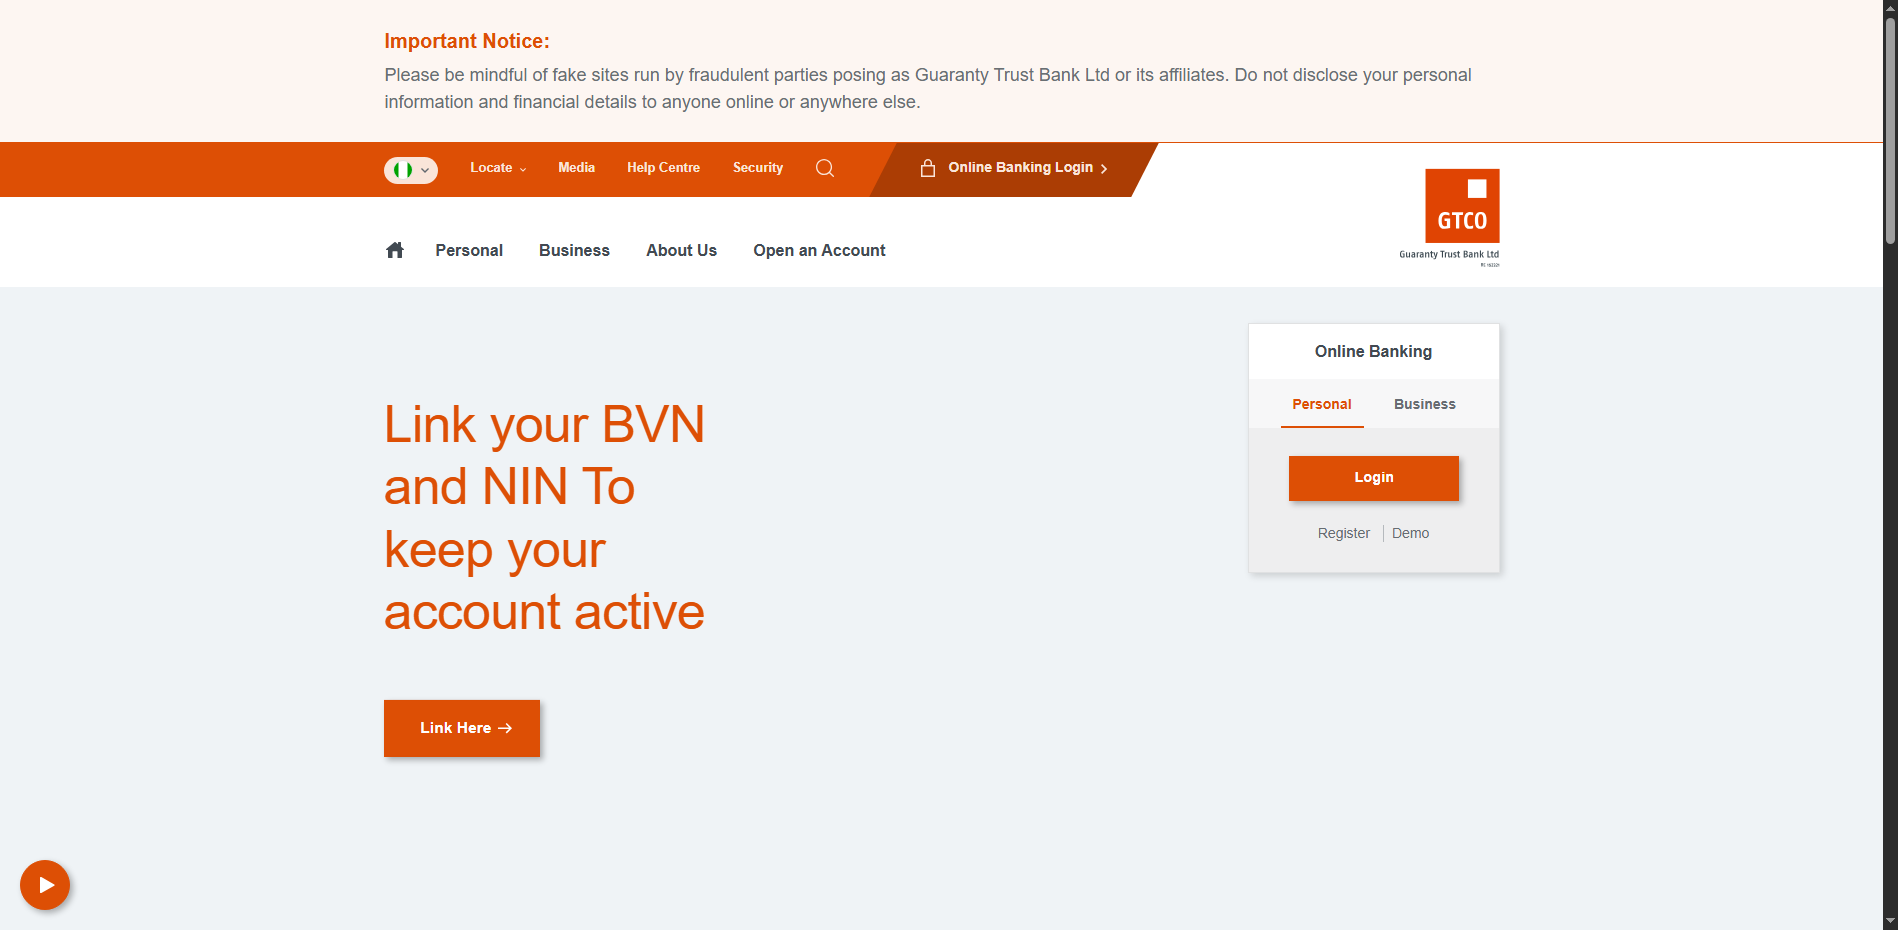 Important Notice:
Please be mindful of fake sites run by fraudulent parties posing as Guaranty Trust Bank Ltd or its affiliates. Do not disclose your personal
information and financial details to anyone online or anywhere else.
Locate
Media
Help Centre
Security
Online Banking Login
GTCO
Guaranty Trust Bank Ltd
Personal
Business
About Us
Open an Account
Online Banking
Personal
Business
Login
Register
Demo
Link your BVN
and NIN To
keep your
account active
Link Here